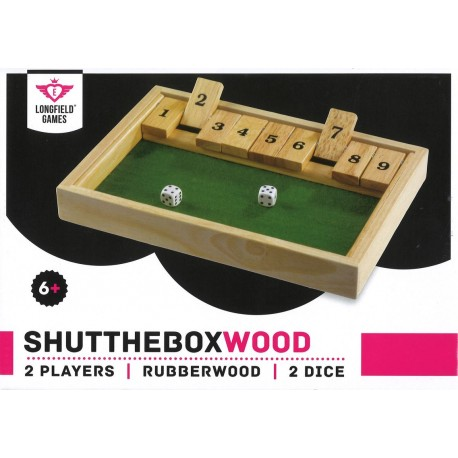 LONGFIELD®
GAMES
1 2 3 4 5 6 7 8 9
6+
SHUTTHEBOXWOOD
2 PLAYERS | RUBBERWOOD | 2 DICE